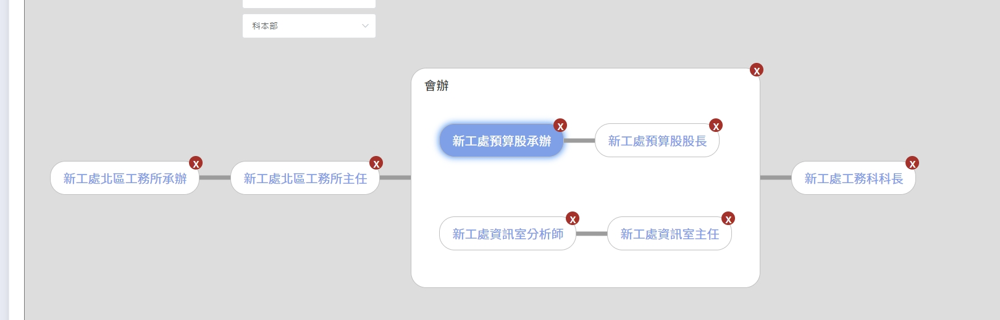 科本部
X
會辦
X
X
新工處預算股承辦
新工處預算股股長
X
X
X
新工處北區工務所承辦
新工處北區工務所主任
新工處工務科科長
X
X
新工處資訊室分析師
新工處資訊室主任